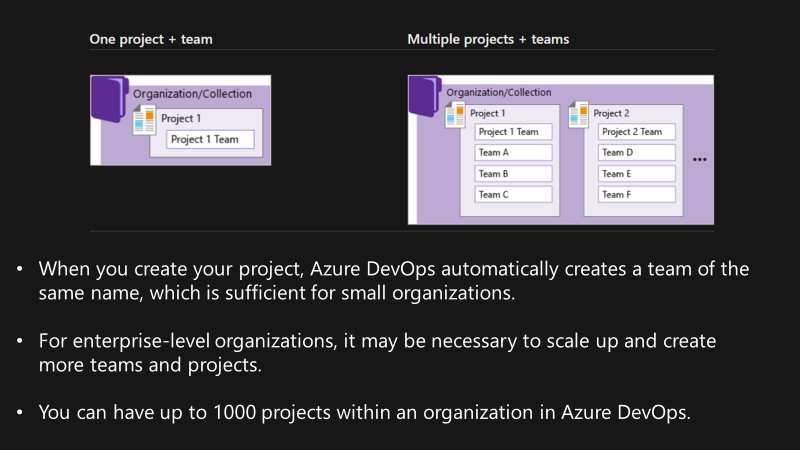 One project + team
Multiple projects + teams
Organization/Collection
Project 1
Project 1 Team
Organization/Collection
Project 1
Project 1 Team
Team A
Team B
Team C
Project 2
Project 2 Team
Team D
Team E
Team F
...
• When you create your project, Azure DevOps automatically creates a team of the
same name, which is sufficient for small organizations.
• For enterprise-level organizations, it may be necessary to scale up and create
more teams and projects.
• You can have up to 1000 projects within an organization in Azure DevOps.